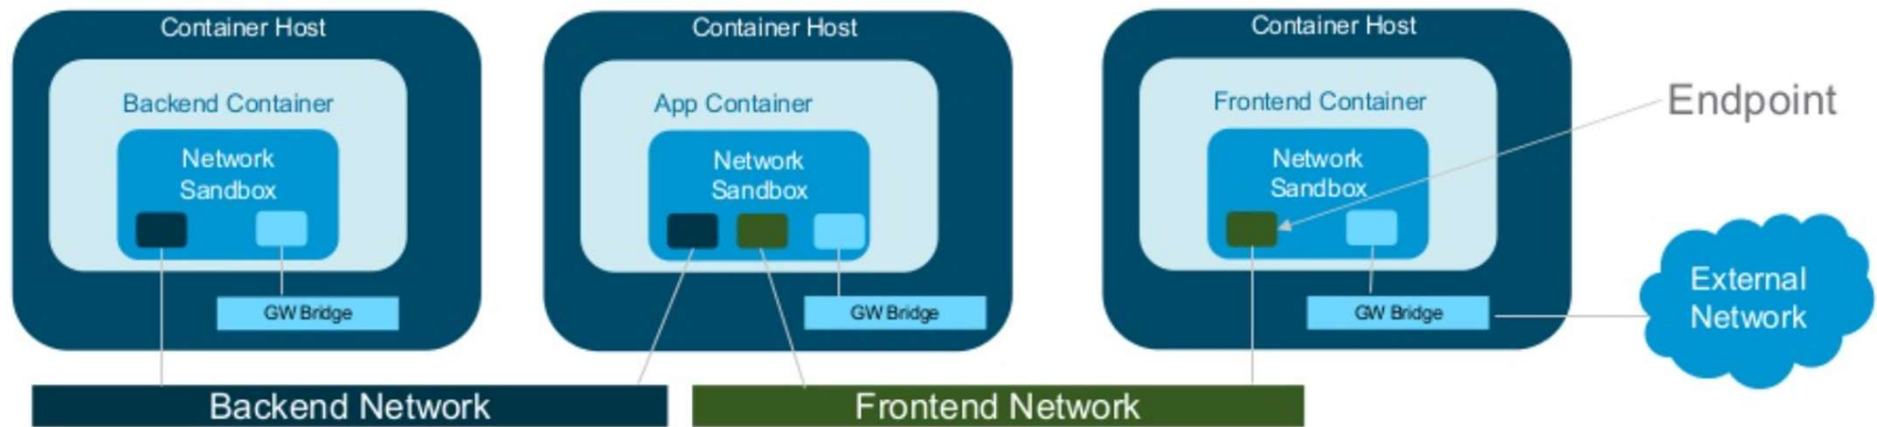 Container Host
Container Host
Container Host
Backend Container
App Container
Frontend Container
Endpoint
Network
Sandbox
Network
Sandbox
Network
Sandbox
External
Network
GW Bridge
GW Bridge
GW Bridge
Backend Network
Frontend Network